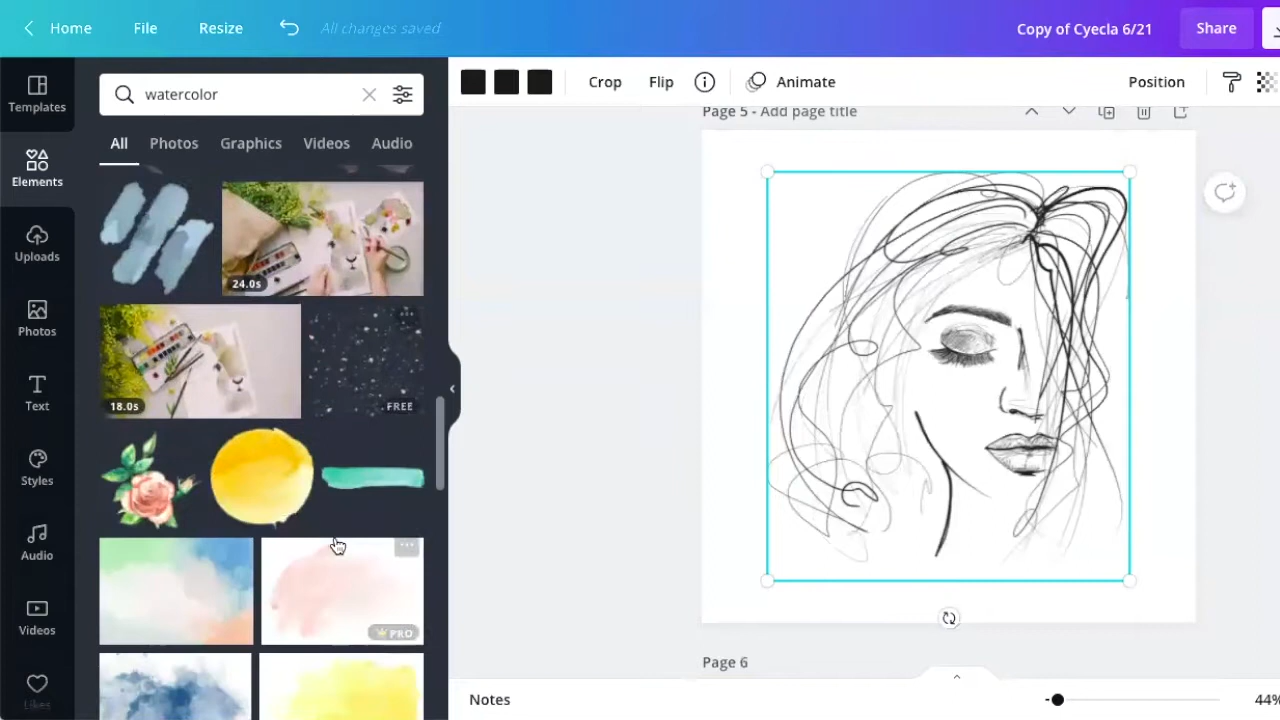 Home File Resize All changes saved Copy of Cyecla 6/21 Share
Templates
Elements
Uploads
Photos
Text
Styles
Audio
Videos
Likes
watercolor
All Photos Graphics Videos Audio
24.0s
18.0s
FREE
PRO
Crop Flip Animate Position
Page 5 - Add page title
Page 6
Notes
44%